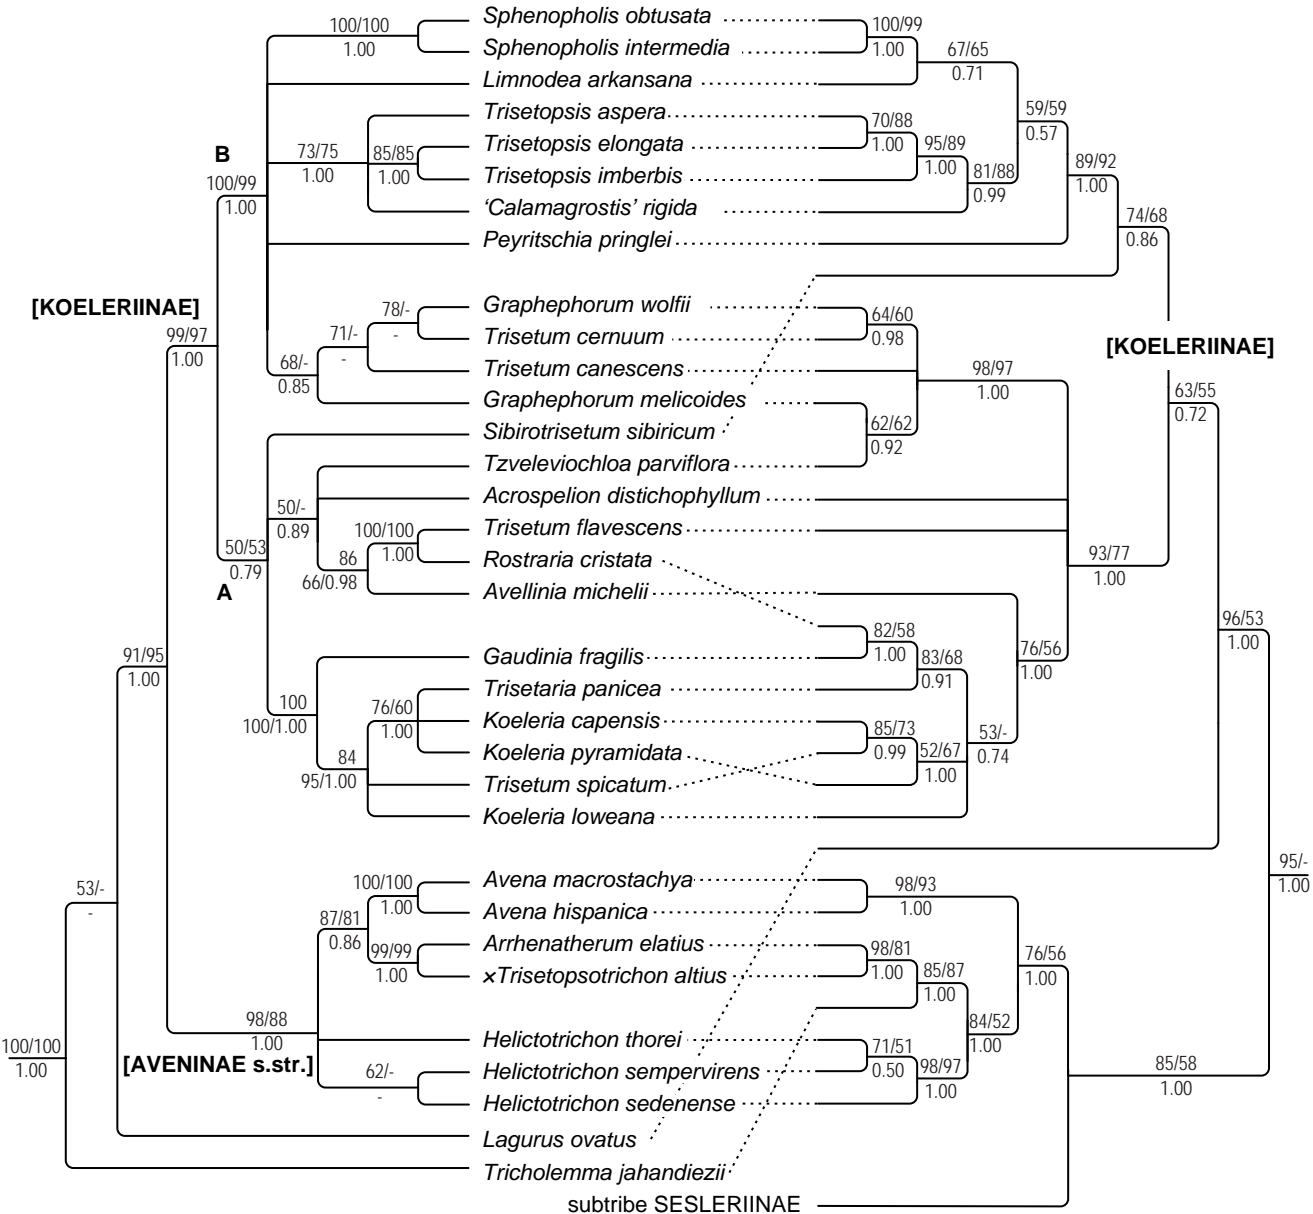 Sphenopholis obtusata
100/100
1.00
100/99
1.00
Sphenopholis intermedia
67/65
0.71
Limnodea arkansana
Trisetopsis aspera
59/59
0.57
70/88
1.00
Trisetopsis elongata
95/89
1.00
B
73/75
1.00
85/85
1.00
Trisetopsis imberbis
81/88
0.99
89/92
1.00
100/99
1.00
'Calamagrostis' rigida
74/68
0.86
Peyritschia pringlei
[KOELERIINAE]
Graphephorum wolfii
78/-
-
64/60
0.98
Trisetum cernuum
99/97
1.00
71/-
-
[KOELERIINAE]
Trisetum canescens
68/-
0.85
98/97
1.00
Graphephorum melicoides
63/55
0.72
Sibirotrisetum sibiricum
62/62
0.92
Tzveleviochloa parviflora
Acrospelion distichophyllum
50/-
0.89
Trisetum flavescens
100/100
1.00
50/53
0.79
A
Rostraria cristata
86
66/0.98
93/77
1.00
Avellinia michelii
82/58
1.00
96/53
1.00
91/95
1.00
Gaudinia fragilis
83/68
0.91
76/56
1.00
Trisetaria panicea
100
100/1.00
76/60
1.00
Koeleria capensis
85/73
0.99
53/-
0.74
Koeleria pyramidata
52/67
1.00
84
95/1.00
Trisetum spicatum
Koeleria loweana
95/-
1.00
53/-
-
Avena macrostachya
100/100
1.00
98/93
1.00
Avena hispanica
87/81
0.86
Arrhenatherum elatius
99/99
1.00
98/81
1.00
×Trisetopsotrichon altius
85/87
1.00
76/56
1.00
98/88
1.00
Helictotrichon thorei
84/52
1.00
100/100
1.00
[AVENINAE s.str.]
71/51
0.50
Helictotrichon sempervirens
62/-
-
98/97
1.00
85/58
1.00
Helictotrichon sedenense
Lagurus ovatus
Tricholemma jahandiezii
subtribe SESLERIINAE